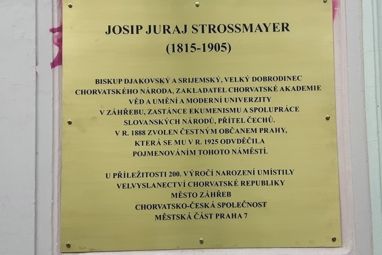 JOSIP JURAJ STROSSMAYER
(1815-1905)
BISKUP DJAKOVSKÝ A SRIJEMSKÝ, VELKÝ DOBRODINEC
CHORVATSKÉHO NÁRODA, ZAKLADATEL CHORVATSKÉ AKADEMIE
VĚD A UMĚNÍ A MODERNÍ UNIVERZITY
V ZÁHŘEBU, ZASTÁNCE EKUMENISMU A SPOLUPRÁCE
SLOVANSKÝCH NÁRODŮ, PŘÍTEL ČECHŮ.
V R. 1888 ZVOLEN ČESTNÝM OBČANEM PRAHY,
KTERÁ SE MU V R. 1925 ODVDĚČILA
POJMENOVÁNÍM TOHOTO NÁMĚSTÍ.
U PŘÍLEŽITOSTI 200. VÝROČÍ NAROZENÍ UMÍSTILY
VELVYSLANECTVÍ CHORVATSKÉ REPUBLIKY
MĚSTO ZÁHŘEB
CHORVATSKO-ČESKÁ SPOLEČNOST
MĚSTSKÁ ČÁST PRAHA 7